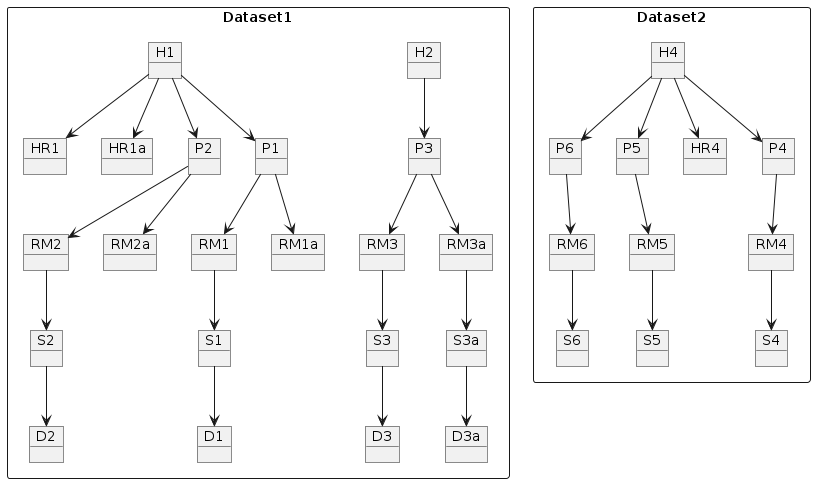 Dataset1
H1
H2
HR1
HR1a
P2
P1
P3
RM2
RM2a
RM1
RM1a
RM3
RM3a
S2
S1
S3
S3a
D2
D1
D3
D3a
Dataset2
H4
P6
P5
HR4
P4
RM6
RM5
RM4
S6
S5
S4